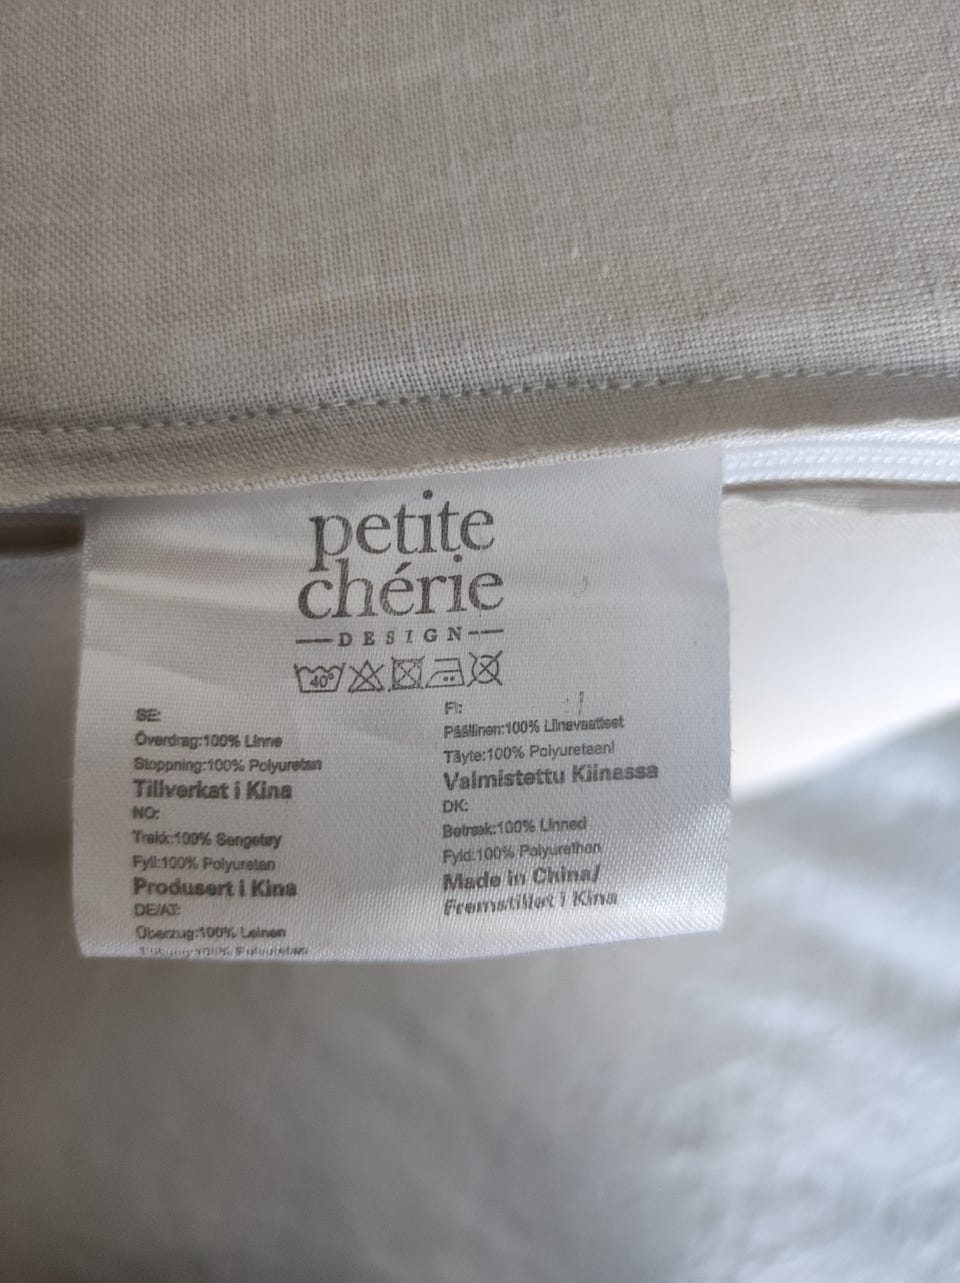 petite
chérie
DESIGN
40°
SE:
Överdrag:100% Linne
Stoppning:100% Polyuretan
Tillverkat i Kina
NO:
Trekk:100% Sengetøy
Fyll:100% Polyuretan
Produsert i Kina
DE/AT:
Überzug:100% Leinen
Polyuretan
FI:
Päällinen:100% Liinavaatteet
Täyte:100% Polyuretaani
Valmistettu Kiinassa
DK:
Betræk:100% Linned
Fyld:100% Polyurethan
Made in China/
Fremstillet i Kina